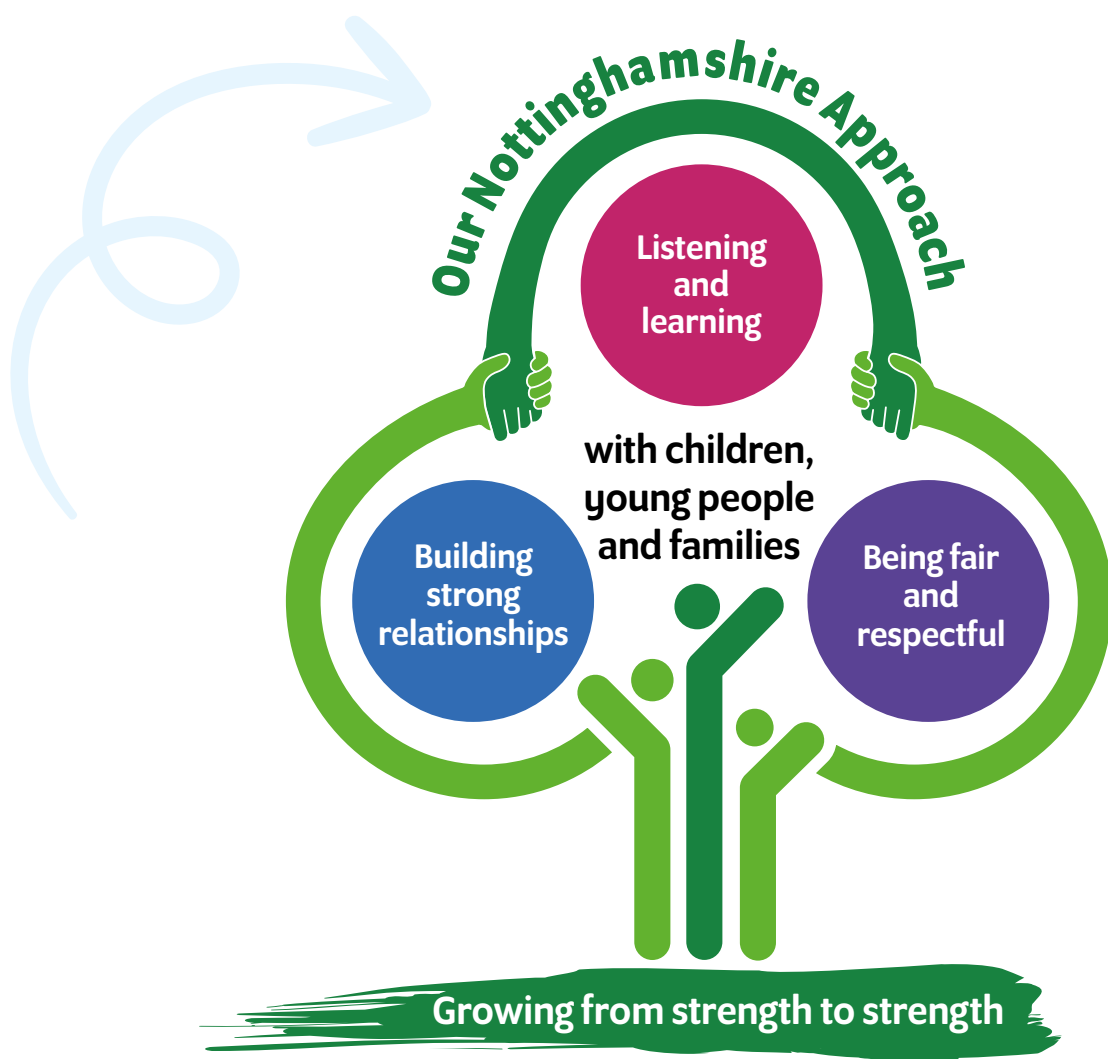 Our Nottinghamshire Approach
Listening
and
learning
with children,
young people
and families
Building
strong
relationships
Being fair
and
respectful
Growing from strength to strength